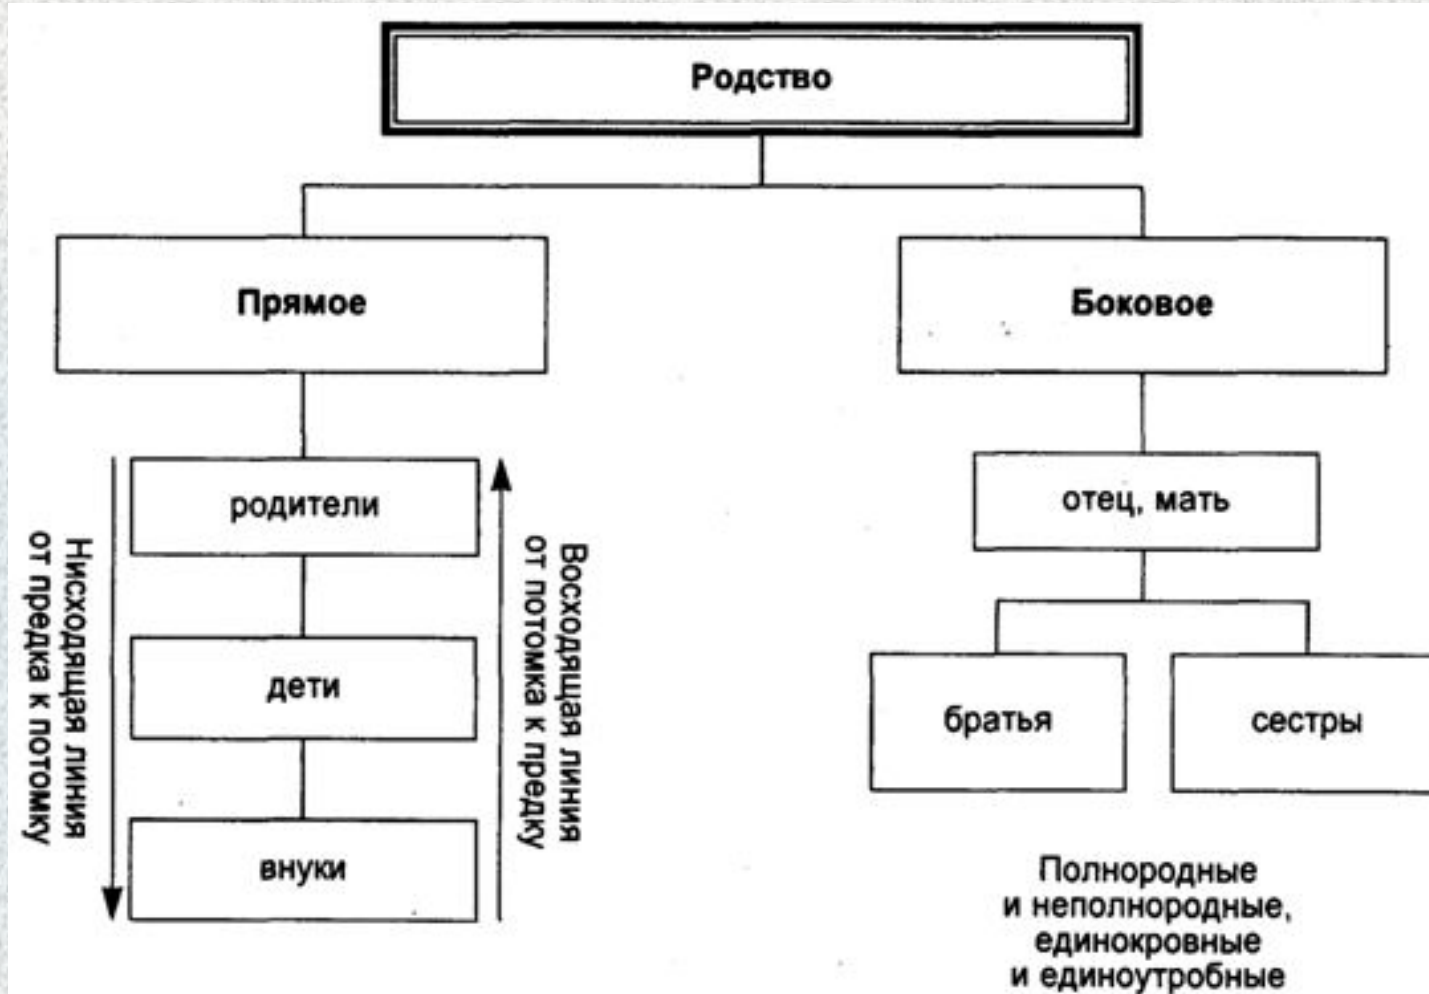 Родство
Прямое
Боковое
родители
дети
внуки
Нисходящая линия
от предка к потомку
Восходящая линия
от потомка к предку
отец, мать
братья
сестры
Полнородные
и неполнородные,
единокровные
и единоутробные